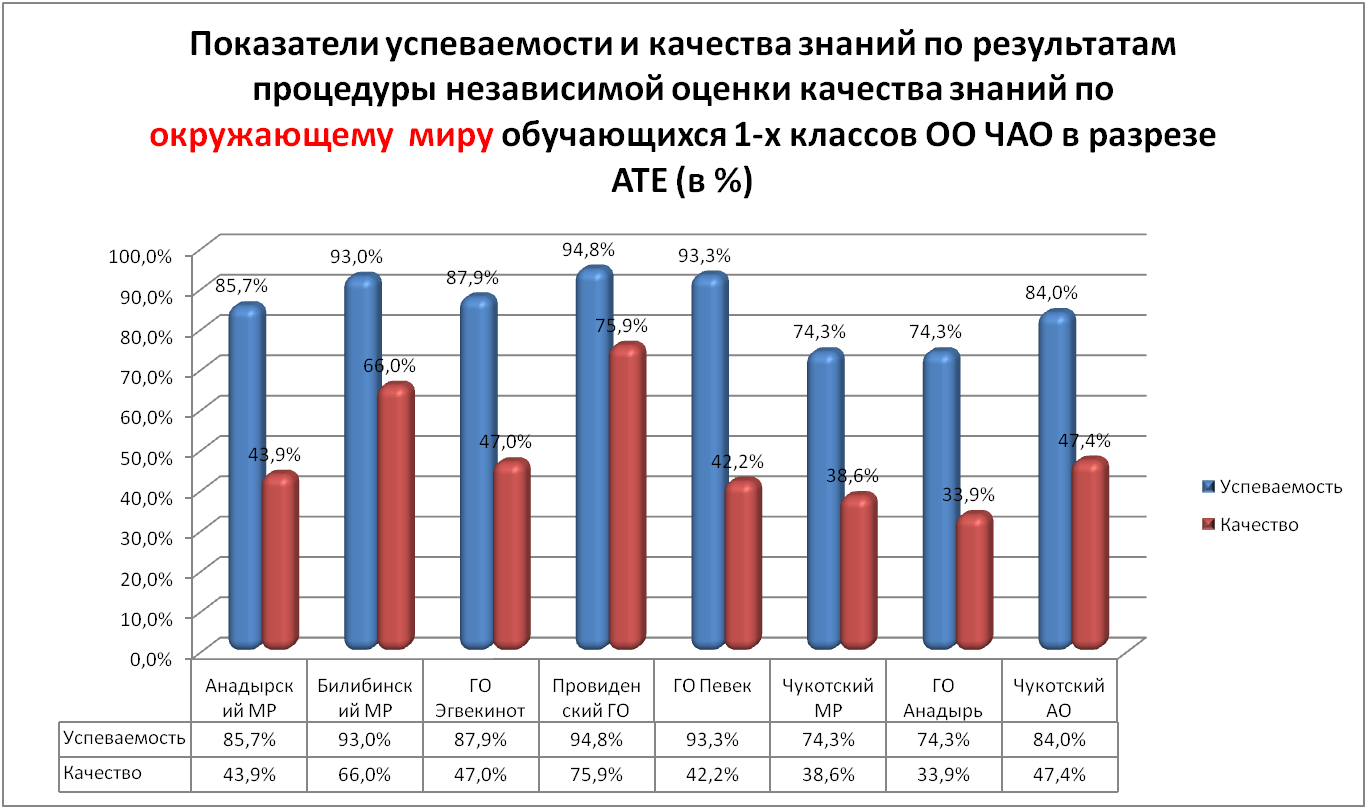 Показатели успеваемости и качества знаний по результатам
процедуры независимой оценки качества знаний по
окружающему миру обучающихся 1-х классов ОО ЧАО в разрезе
АТЕ (в %)
100,0%
90,0%
80,0%
70,0%
60,0%
50,0%
40,0%
30,0%
20,0%
10,0%
0,0%
85,7%
43,9%
93,0%
66,0%
87,9%
47,0%
94,8%
75,9%
93,3%
42,2%
74,3%
38,6%
74,3%
33,9%
84,0%
47,4%
Успеваемость
Качество
Анадырск Билибинск ГО Провиден ГО Певек Чукотский ГО Чукотский
ий МР ий МР Эгвекинот ский ГО МР Анадырь АО
Успеваемость 85,7% 93,0% 87,9% 94,8% 93,3% 74,3% 74,3% 84,0%
Качество 43,9% 66,0% 47,0% 75,9% 42,2% 38,6% 33,9% 47,4%